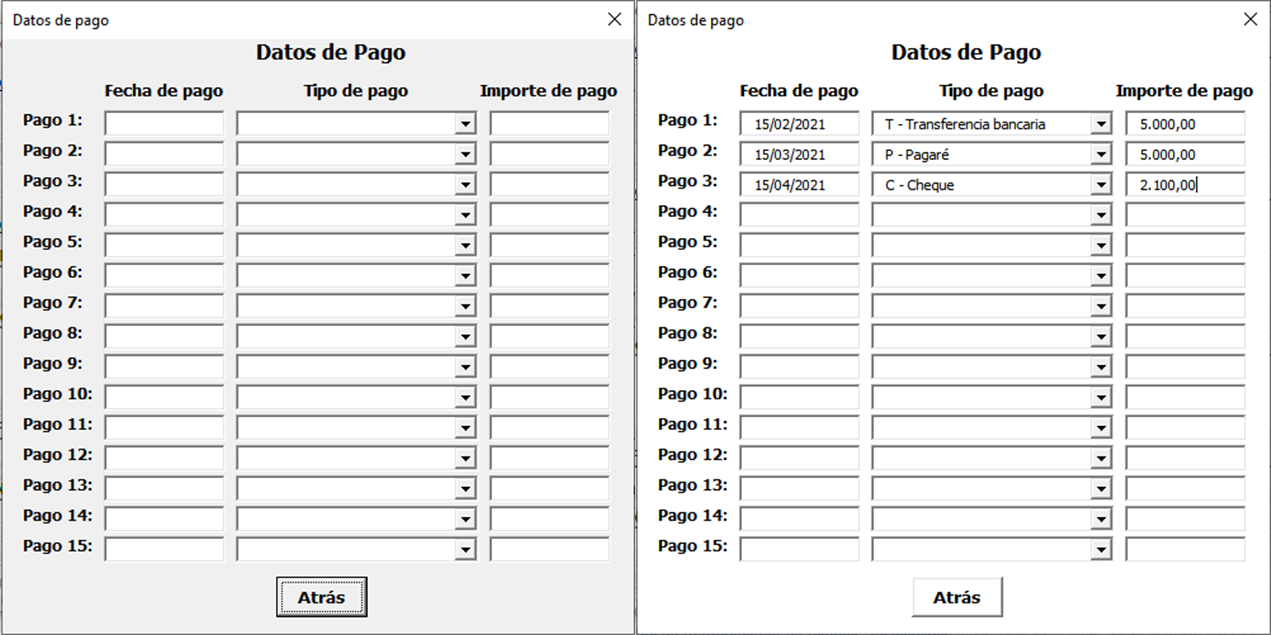 Datos de pago
Datos de Pago
Fecha de pago Tipo de pago Importe de pago
Pago 1:
Pago 2:
Pago 3:
Pago 4:
Pago 5:
Pago 6:
Pago 7:
Pago 8:
Pago 9:
Pago 10:
Pago 11:
Pago 12:
Pago 13:
Pago 14:
Pago 15:
Atrás
Datos de pago
Datos de Pago
Fecha de pago Tipo de pago Importe de pago
Pago 1: 15/02/2021 T - Transferencia bancaria 5.000,00
Pago 2: 15/03/2021 P - Pagaré 5.000,00
Pago 3: 15/04/2021 C - Cheque 2.100,00
Pago 4:
Pago 5:
Pago 6:
Pago 7:
Pago 8:
Pago 9:
Pago 10:
Pago 11:
Pago 12:
Pago 13:
Pago 14:
Pago 15:
Atrás